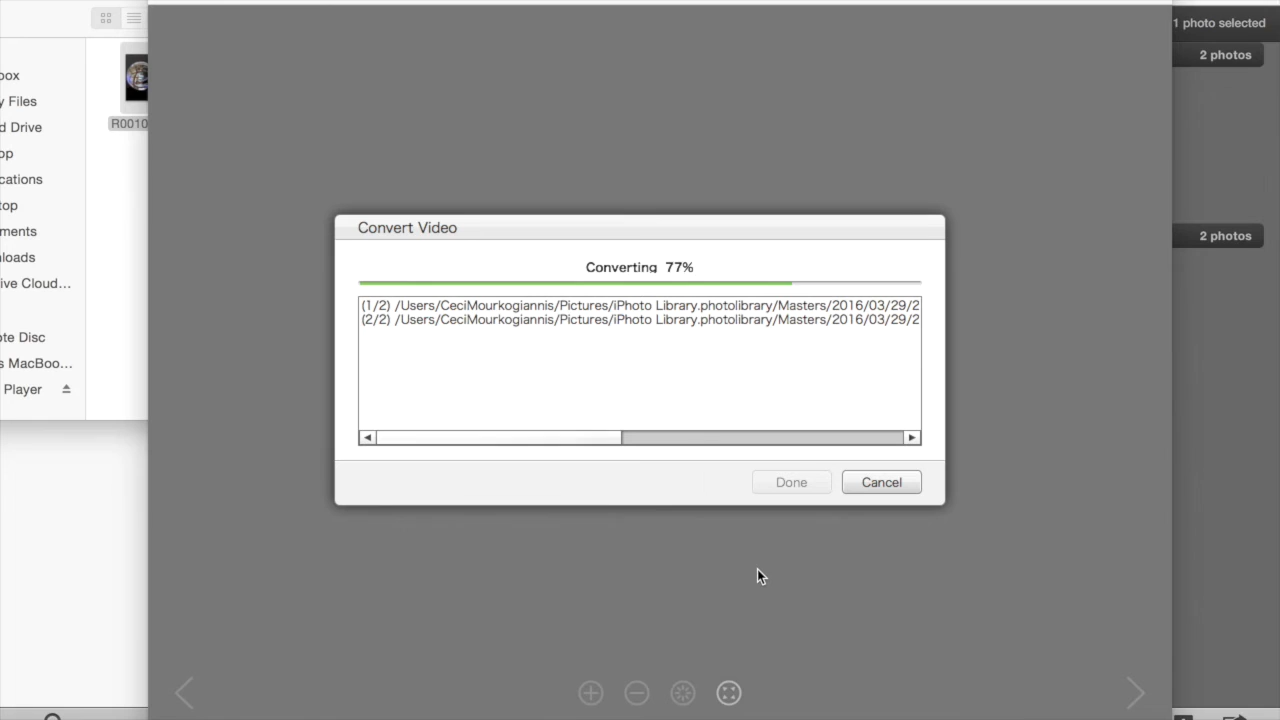 1 photo selected
2 photos
2 photos
box
y Files
d Drive
op
cations
top
ments
nloads
ive Cloud...
ote Disc
s MacBoo...
Player
R0010
Convert Video
Converting 77%
(1/2) /Users/CeciMourkogiannis/Pictures/iPhoto Library.photolibrary/Masters/2016/03/29/2
(2/2) /Users/CeciMourkogiannis/Pictures/iPhoto Library.photolibrary/Masters/2016/03/29/2
Done
Cancel